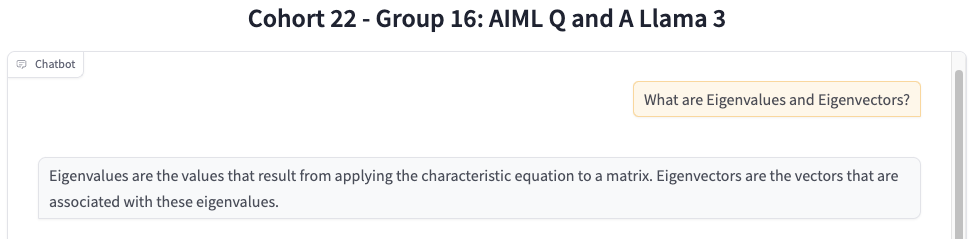 Cohort 22 - Group 16: AIML Q and A Llama 3
Chatbot
What are Eigenvalues and Eigenvectors?
Eigenvalues are the values that result from applying the characteristic equation to a matrix. Eigenvectors are the vectors that are
associated with these eigenvalues.